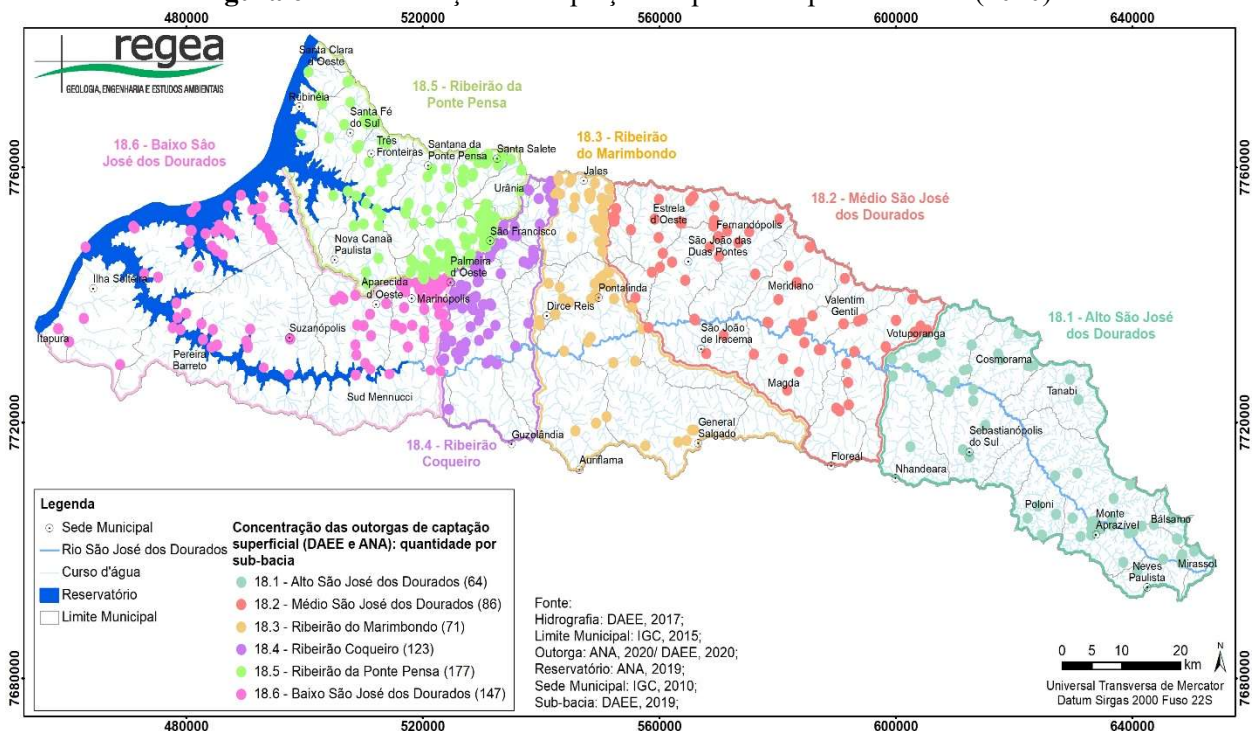 480000
520000
560000
600000
640000
regea
GEOLOGIA, ENGENHARIA E ESTUDOS AMBIENTAIS
Santa Clara
d'Oeste
18.5 - Ribeirão da
Ponte Pensa
Rubinéia
Santa Fé
do Sul
Três
Fronteiras
Santana da
Ponte Pensa
Santa Salete
18.3 - Ribeirão
do Marimbondo
18.6 - Baixo São
José dos Dourados
Jales
Urânia
18.2 - Médio São José
dos Dourados
Estrela
d'Oeste
Fernandópolis
São Francisco
São João das
Duas Pontes
Nova Canaã
Paulista
Palmeira
d'Oeste
Ilha Solteira
Aparecida
d'Oeste
Marinópolis
Meridiano
Pontalinda
Valentim
Gentil
Dirce Reis
18.1 - Alto São José
dos Dourados
Suzanópolis
São João
de Iracema
Votuporanga
Itapura
Cosmorama
Pereira
Barreto
Magda
Tanabi
Sud Mennucci
General
Salgado
Sebastianópolis
do Sul
18.4 - Ribeirão
Coqueiro
Guzolândia
Auriflama
Floreal
Nhandeara
Poloni
Monte
Aprazível
Bálsamo
Neves
Paulista
Mirassol
7760000
7720000
7680000
7760000
7720000
7680000
Legenda
Sede Municipal
Rio São José dos Dourados
Curso d'água
Reservatório
Limite Municipal
Concentração das outorgas de captação
superficial (DAEE e ANA): quantidade por
sub-bacia
18.1 - Alto São José dos Dourados (64)
18.2 - Médio São José dos Dourados (86)
18.3 - Ribeirão do Marimbondo (71)
18.4 - Ribeirão Coqueiro (123)
18.5 - Ribeirão da Ponte Pensa (177)
18.6 - Baixo São José dos Dourados (147)
Fonte:
Hidrografia: DAEE, 2017;
Limite Municipal: IGC, 2015;
Outorga: ANA, 2020/ DAEE, 2020;
Reservatório: ANA, 2019;
Sede Municipal: IGC, 2010;
Sub-bacia: DAEE, 2019;
0 5 10 20
km
N
Universal Transversa de Mercator
Datum Sirgas 2000 Fuso 22S
480000
520000
560000
600000
640000